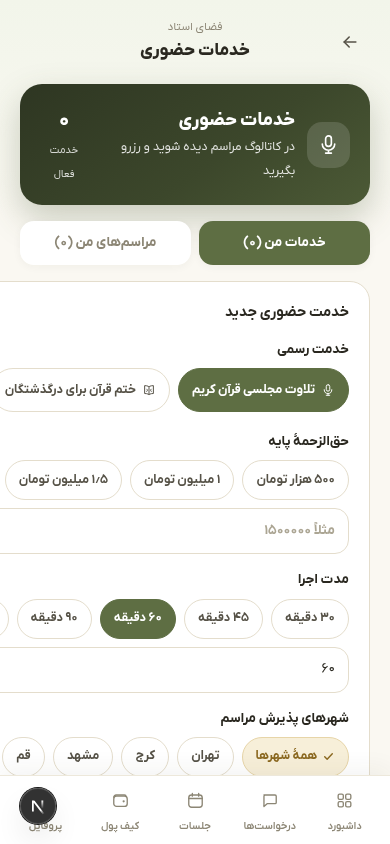 فضای استاد
خدمات حضوری
خدمات حضوری
در کاتالوگ مراسم دیده شوید و رزرو
بگیرید
۰
خدمت
فعال
خدمات من (۰)
مراسم‌های من (۰)
خدمت حضوری جدید
خدمت رسمی
تلاوت مجلسی قرآن کریم
ختم قرآن برای درگذشتگان
حق‌الزحمهٔ پایه
۵۰۰ هزار تومان
۱ میلیون تومان
۱٫۵ میلیون تومان
مثلاً ۱۵۰۰۰۰۰
مدت اجرا
۳۰ دقیقه
۴۵ دقیقه
۶۰ دقیقه
۹۰ دقیقه
۶۰
شهرهای پذیرش مراسم
همهٔ شهرها
تهران
کرج
مشهد
قم
داشبورد
درخواست‌ها
جلسات
کیف پول
پروفایل
N